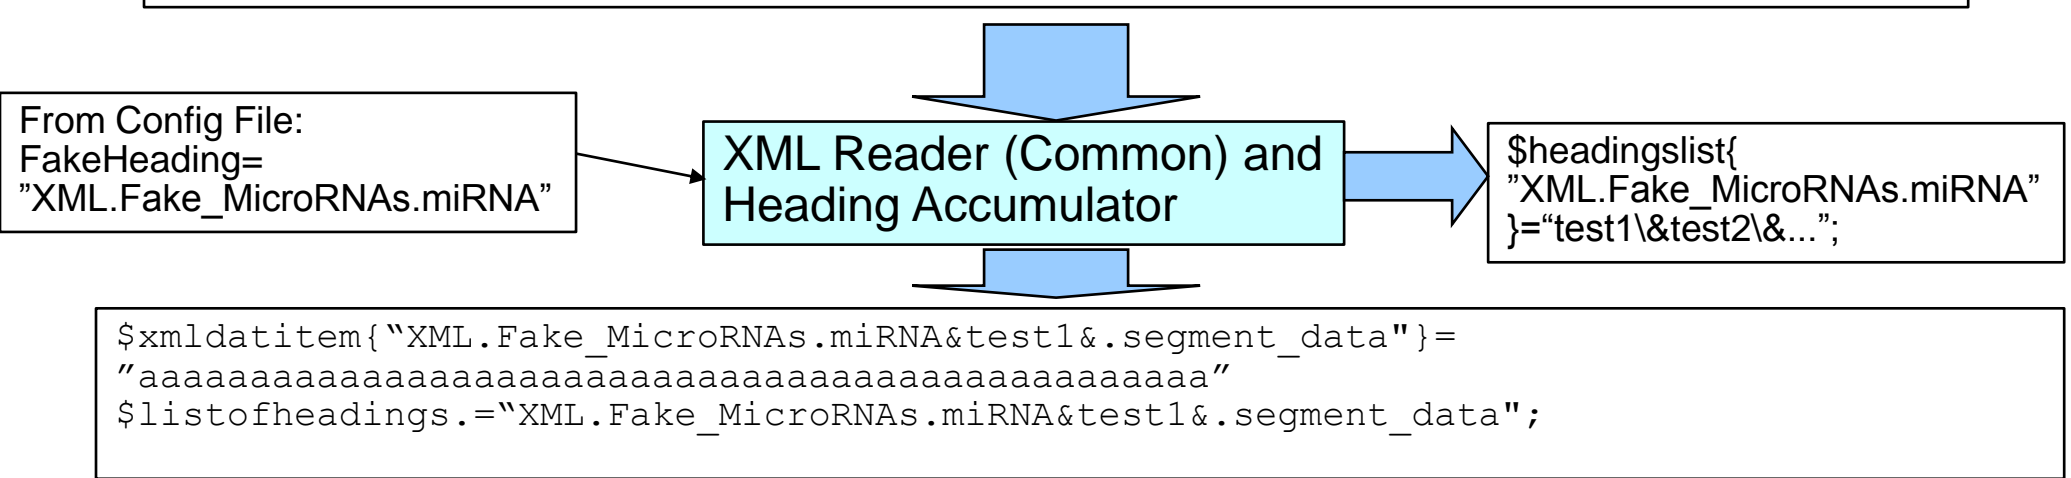 From Config File:
FakeHeading=
”XML.Fake_MicroRNAs.miRNA”
XML Reader (Common) and
Heading Accumulator
$headingslist{
”XML.Fake_MicroRNAs.miRNA”
}=“test1\&test2\&...”;
$xmldatitem{“XML.Fake_MicroRNAs.miRNA&test1&.segment_data"}=
”aaaaaaaaaaaaaaaaaaaaaaaaaaaaaaaaaaaaaaaaaaaaaaaa”
$listofheadings.=“XML.Fake_MicroRNAs.miRNA&test1&.segment_data";